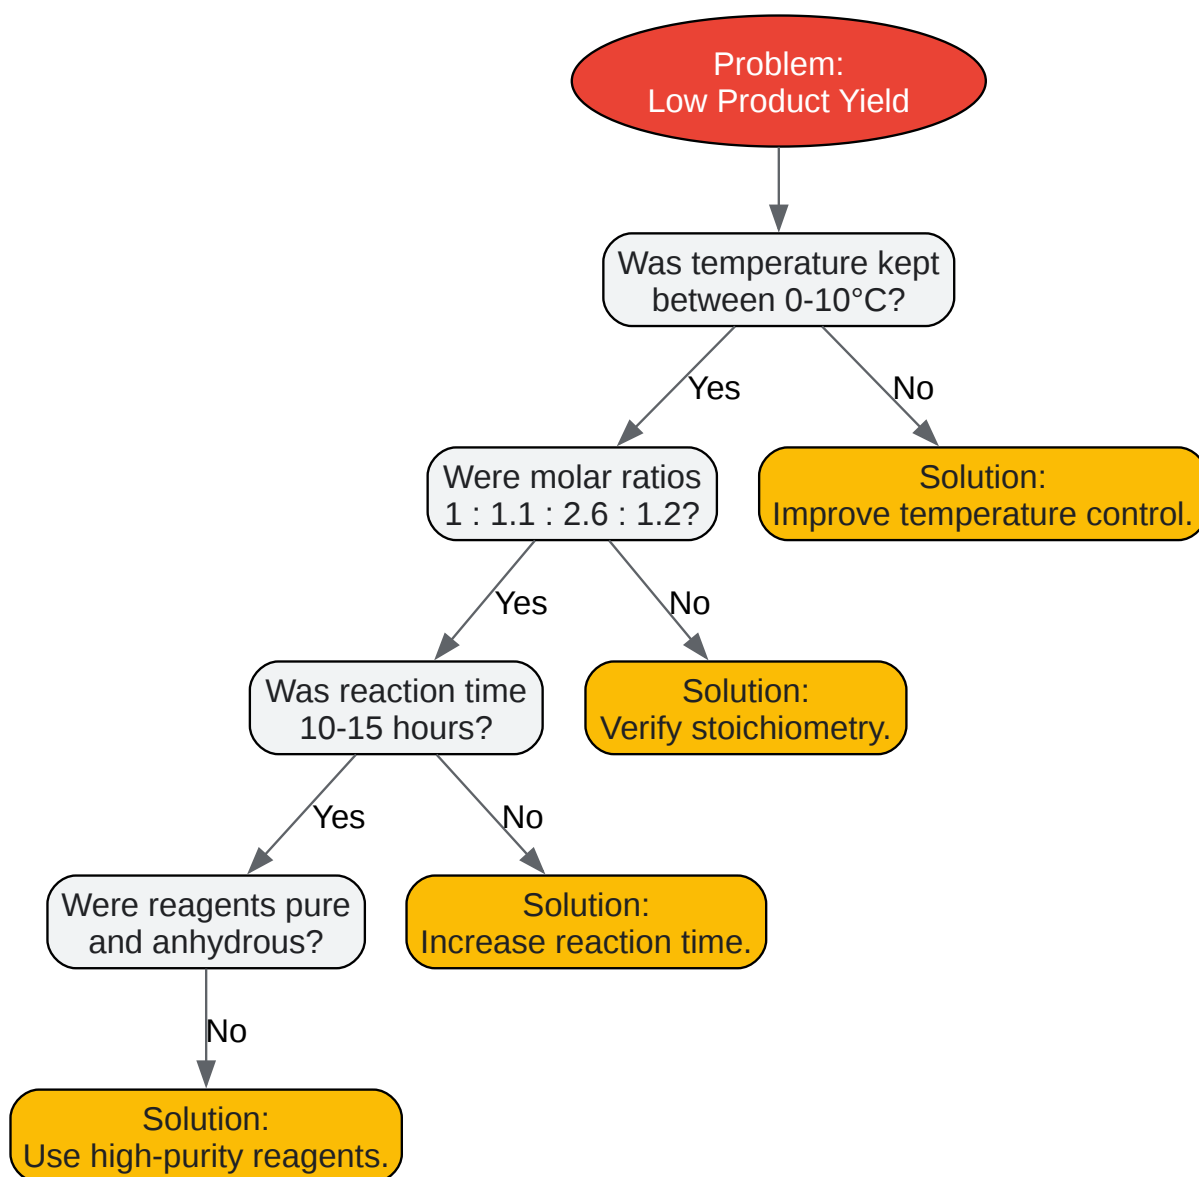 Problem:
Low Product Yield
Was temperature kept
between 0-10°C?
Yes
No
Were molar ratios
1 : 1.1 : 2.6 : 1.2?
Solution:
Improve temperature control.
Yes
No
Was reaction time
10-15 hours?
Solution:
Verify stoichiometry.
Yes
No
Were reagents pure
and anhydrous?
Solution:
Increase reaction time.
No
Solution:
Use high-purity reagents.